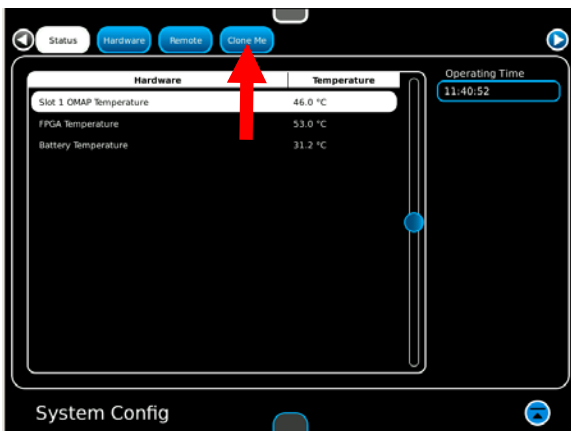 Status Hardware Remote Clone Me
Hardware Temperature
Slot 1 OMAP Temperature 46.0 °C
FPGA Temperature 53.0 °C
Battery Temperature 31.2 °C
Operating Time
11:40:52
System Config